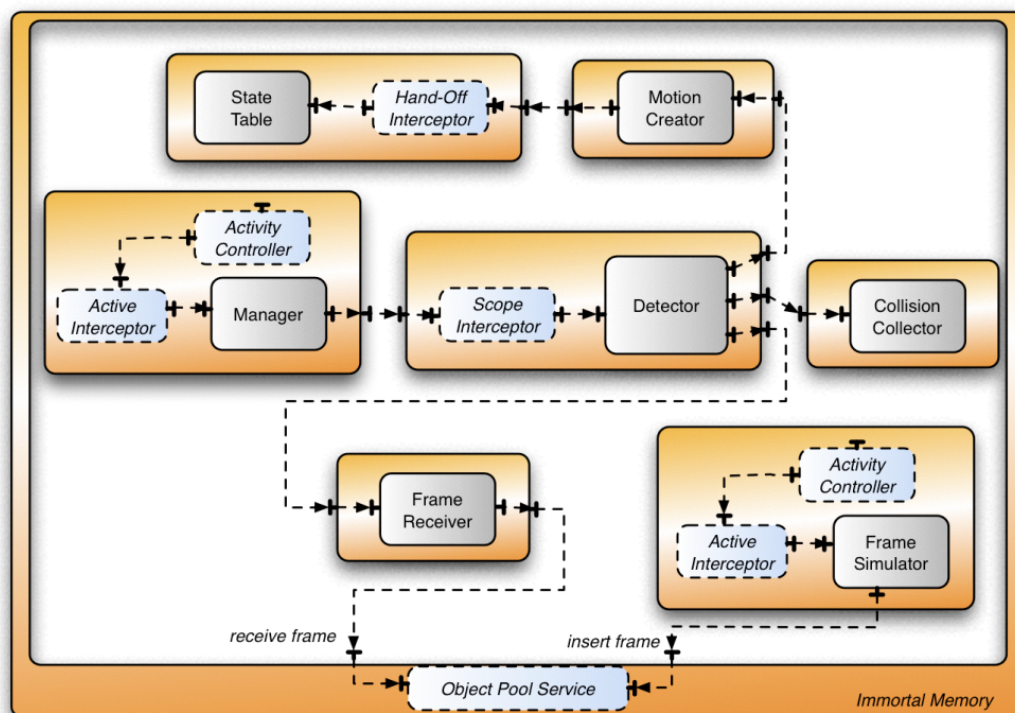 State
Table
Hand-Off
Interceptor
Motion
Creator
Activity
Controller
Active
Interceptor
Manager
Scope
Interceptor
Detector
Collision
Collector
Frame
Receiver
Activity
Controller
Active
Interceptor
Frame
Simulator
receive frame
insert frame
Object Pool Service
Immortal Memory